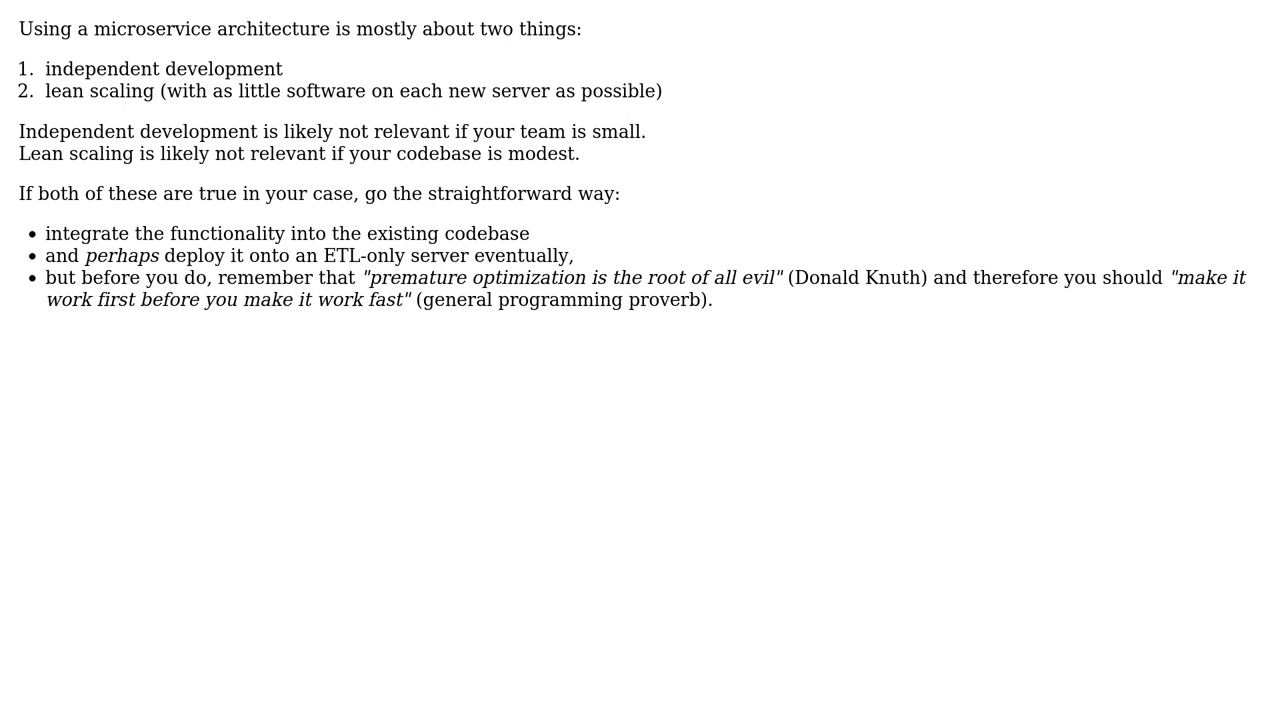 Using a microservice architecture is mostly about two things:
1. independent development
2. lean scaling (with as little software on each new server as possible)
Independent development is likely not relevant if your team is small.
Lean scaling is likely not relevant if your codebase is modest.
If both of these are true in your case, go the straightforward way:
• integrate the functionality into the existing codebase
• and perhaps deploy it onto an ETL-only server eventually,
• but before you do, remember that "premature optimization is the root of all evil" (Donald Knuth) and therefore you should "make it
work first before you make it work fast" (general programming proverb).